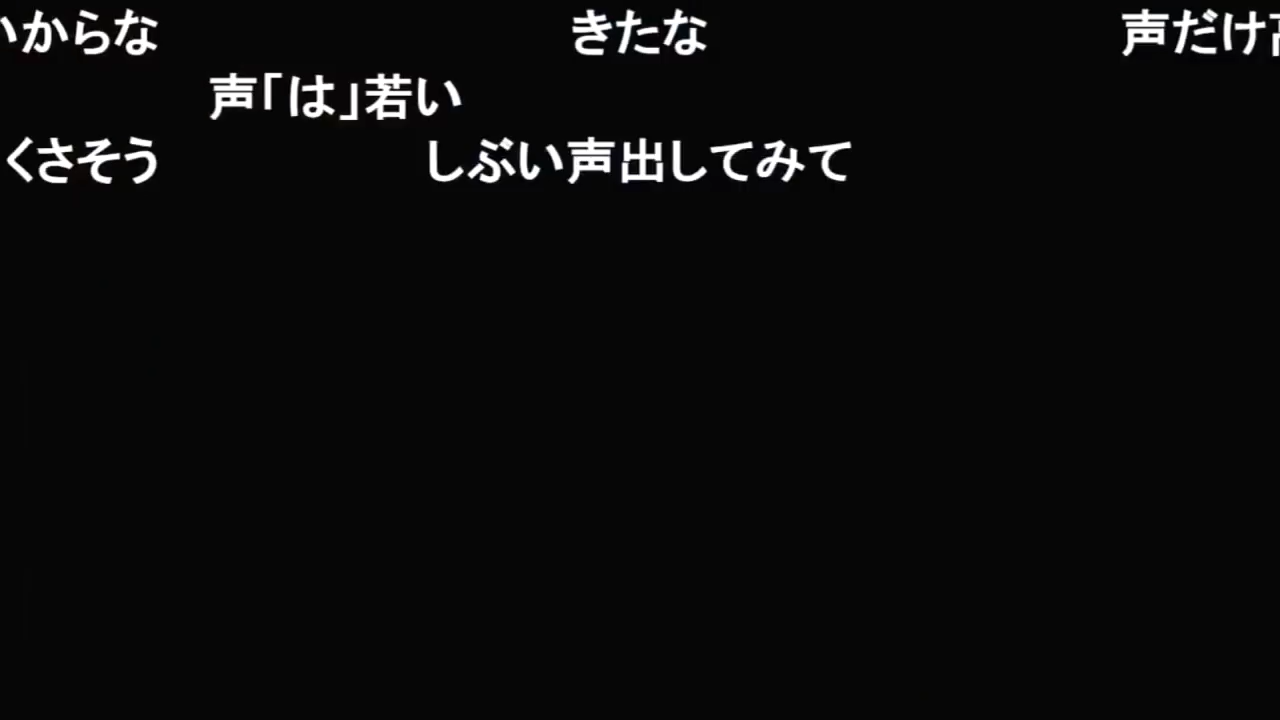 いからな きたな 声だけ
声「は」若い
くさそう しぶい声出してみて